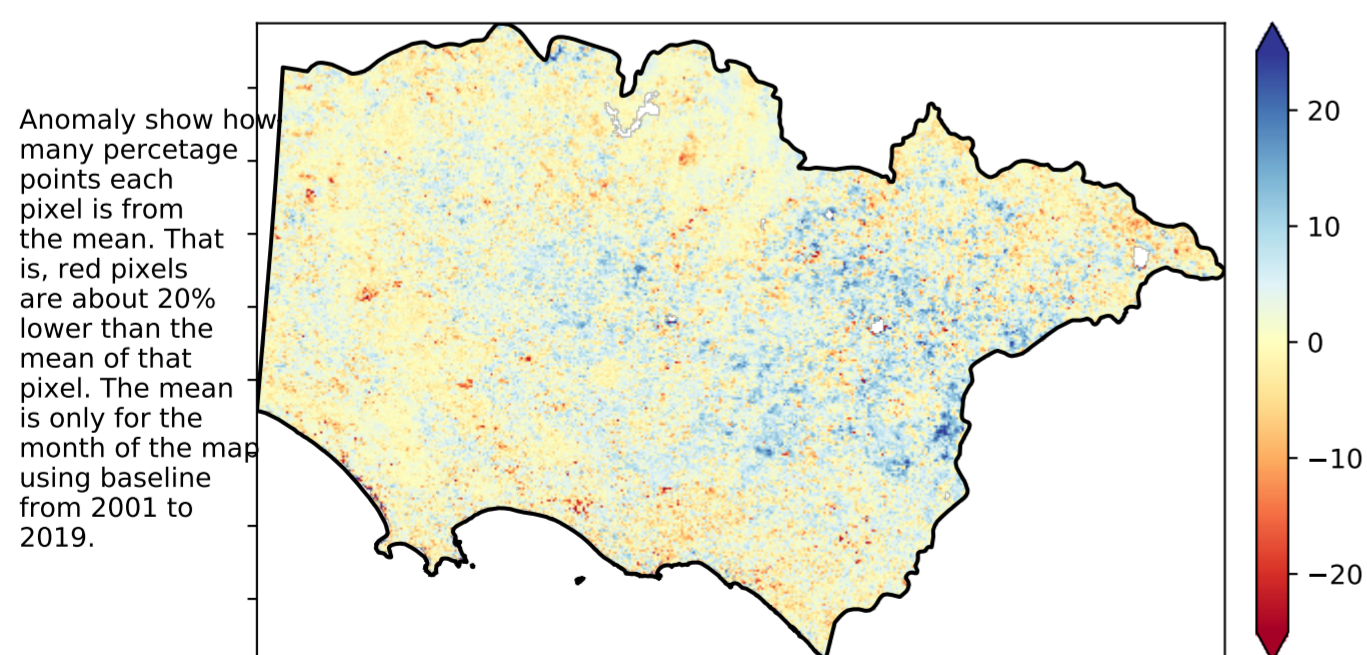 Anomaly show how
many percetage
points each
pixel is from
the mean. That
is, red pixels
are about 20%
lower than the
mean of that
pixel. The mean
is only for the
month of the map
using baseline
from 2001 to
2019.
20
10
0
−10
−20